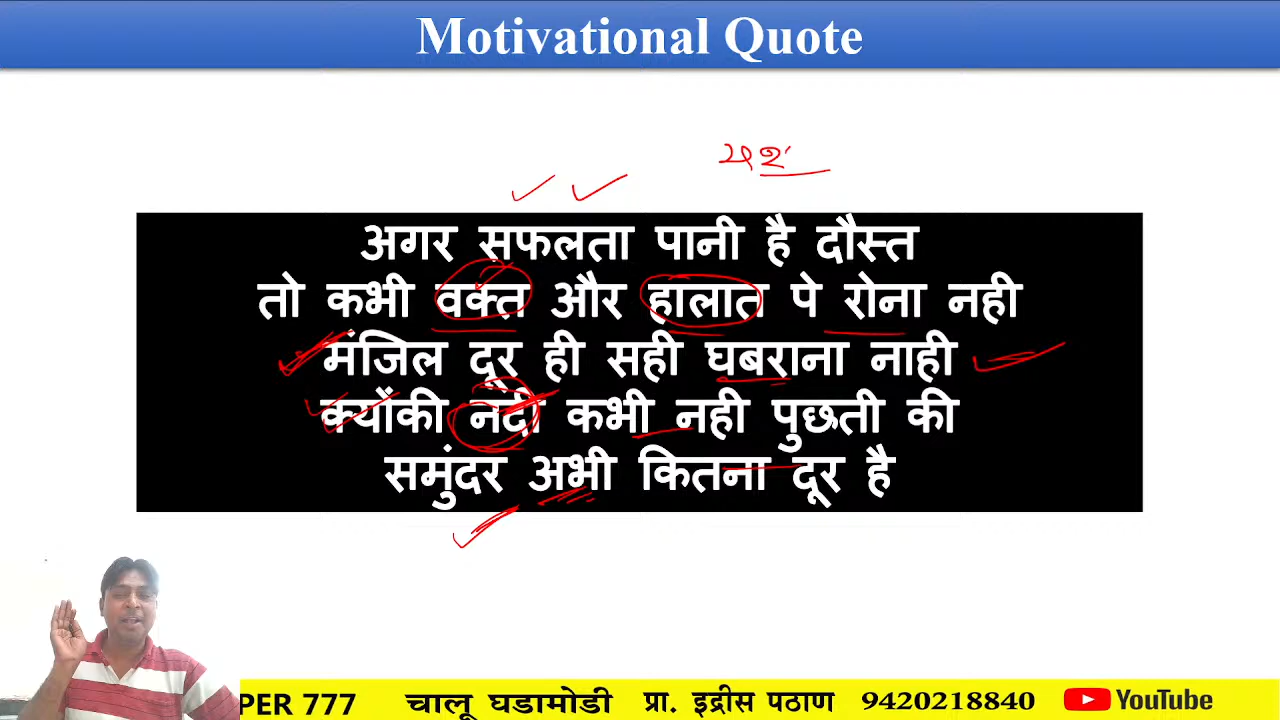 Motivational Quote
अगर सफलता पानी है दौस्त
तो कभी वक्त और हालात पे रोना नही
मंजिल दूर ही सही घबराना नाही
क्योंकी नदी कभी नही पुछती की
समुंदर अभी कितना दूर है
PER 777 चालू घडामोडी प्रा. इद्रीस पठाण 9420218840 YouTube